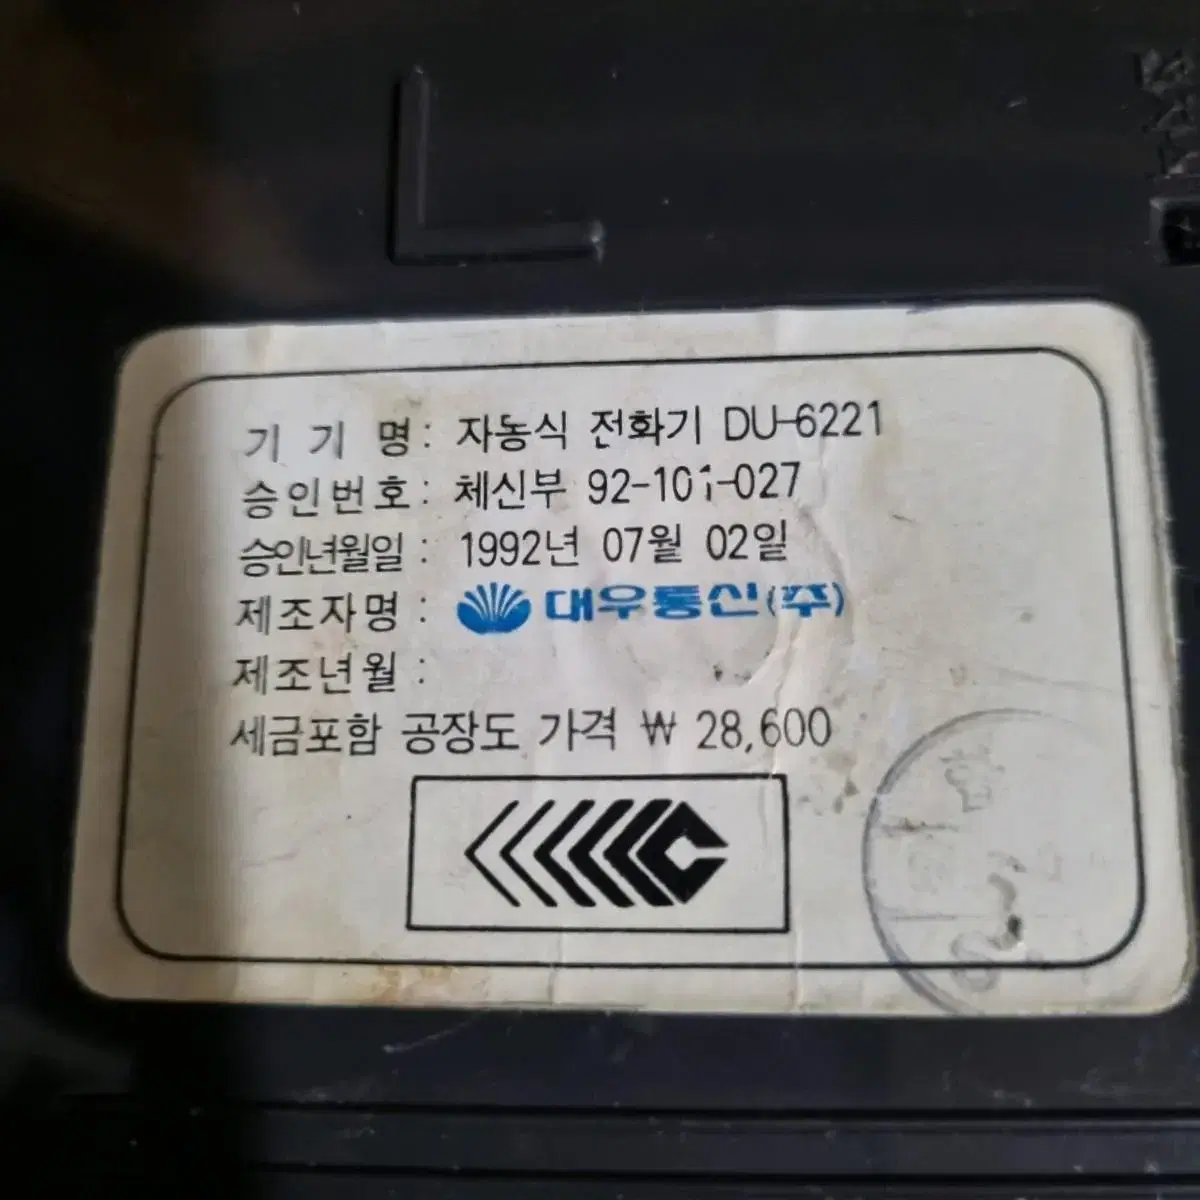 기기명: 자동식 전화기 DU-6221
승인번호: 체신부 92-101-027
승인년월일: 1992년 07월 02일
제조자명: 대우통신(주)
제조년월:
세금포함 공장도 가격 ₩ 28,600